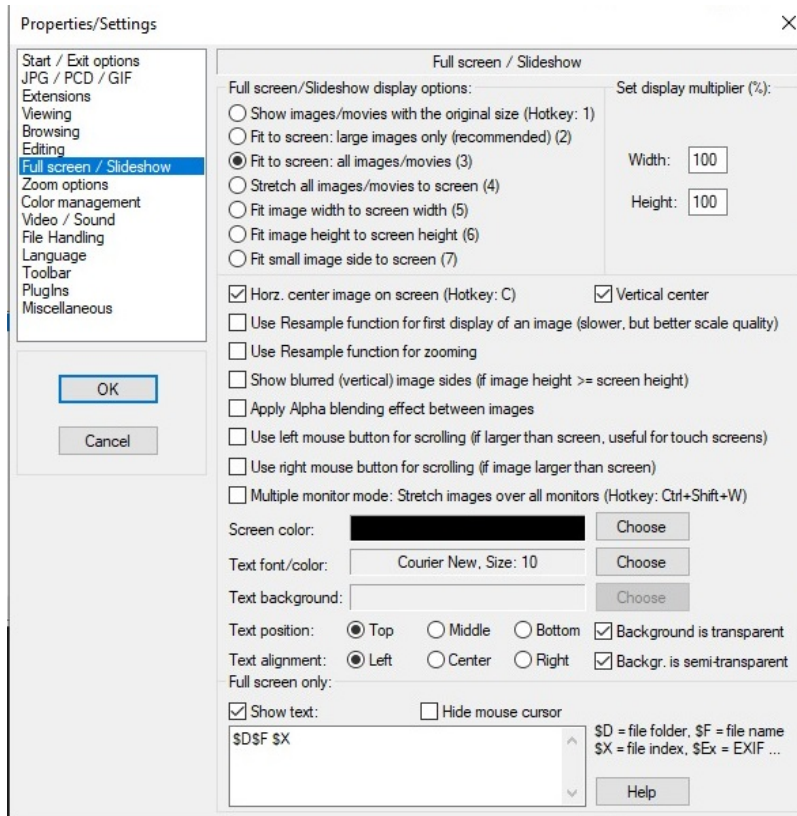 Properties/Settings
Start / Exit options
JPG / PCD / GIF
Extensions
Viewing
Browsing
Editing
Full screen / Slideshow
Zoom options
Color management
Video / Sound
File Handling
Language
Toolbar
PlugIns
Miscellaneous
OK
Cancel
Full screen / Slideshow
Full screen/Slideshow display options:
Show images/movies with the original size (Hotkey: 1)
Fit to screen: large images only (recommended) (2)
Fit to screen: all images/movies (3)
Stretch all images/movies to screen (4)
Fit image width to screen width (5)
Fit image height to screen height (6)
Fit small image side to screen (7)
Set display multiplier (%):
Width: 100
Height: 100
Horz. center image on screen (Hotkey: C) Vertical center
Use Resample function for first display of an image (slower, but better scale quality)
Use Resample function for zooming
Show blurred (vertical) image sides (if image height >= screen height)
Apply Alpha blending effect between images
Use left mouse button for scrolling (if larger than screen, useful for touch screens)
Use right mouse button for scrolling (if image larger than screen)
Multiple monitor mode: Stretch images over all monitors (Hotkey: Ctrl+Shift+W)
Screen color: Choose
Text font/color: Courier New, Size: 10 Choose
Text background: Choose
Text position: Top Middle Bottom Background is transparent
Text alignment: Left Center Right Backgr. is semi-transparent
Full screen only:
Show text: Hide mouse cursor
$D$F $X
$D = file folder, $F = file name
$X = file index, $Ex = EXIF ...
Help